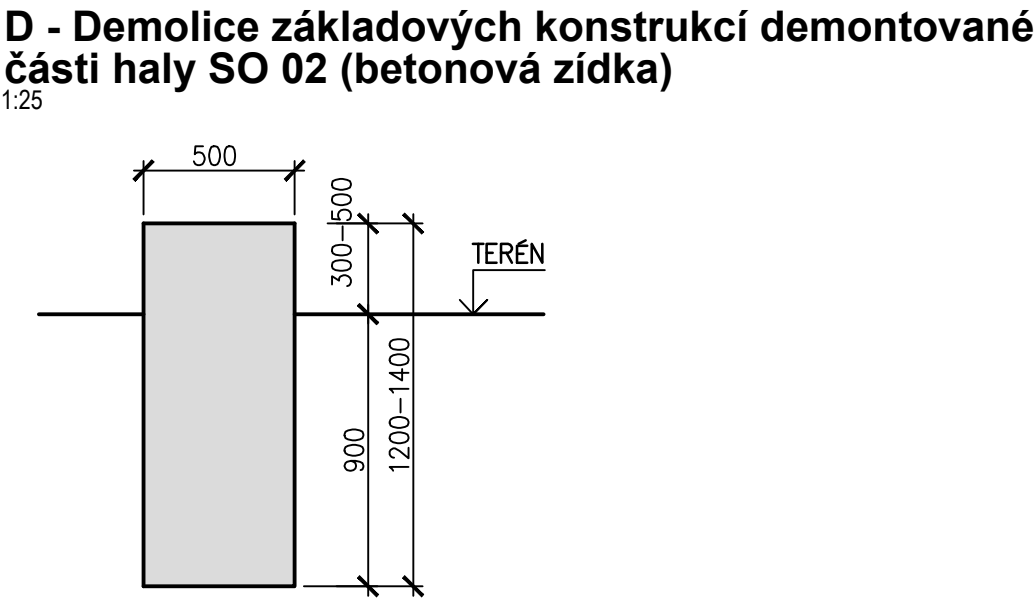 D - Demolice základových konstrukcí demontované
části haly SO 02 (betonová zídka)
1:25
500
300-500
TERÉN
900
1200-1400